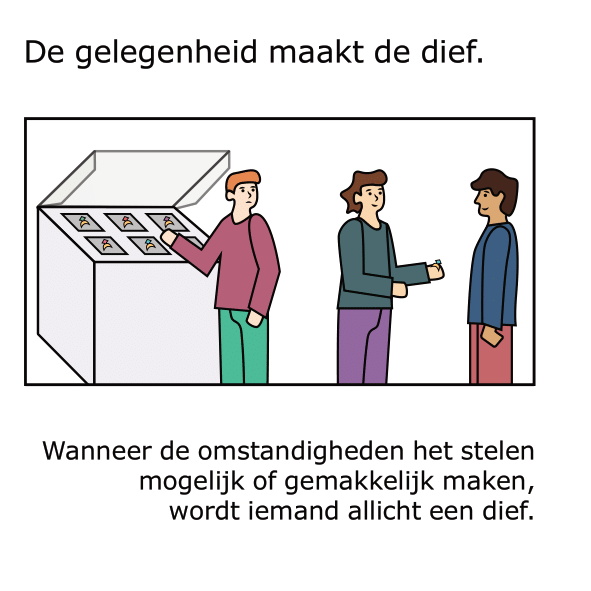 De gelegenheid maakt de dief.
Wanneer de omstandigheden het stelen
mogelijk of gemakkelijk maken,
wordt iemand allicht een dief.